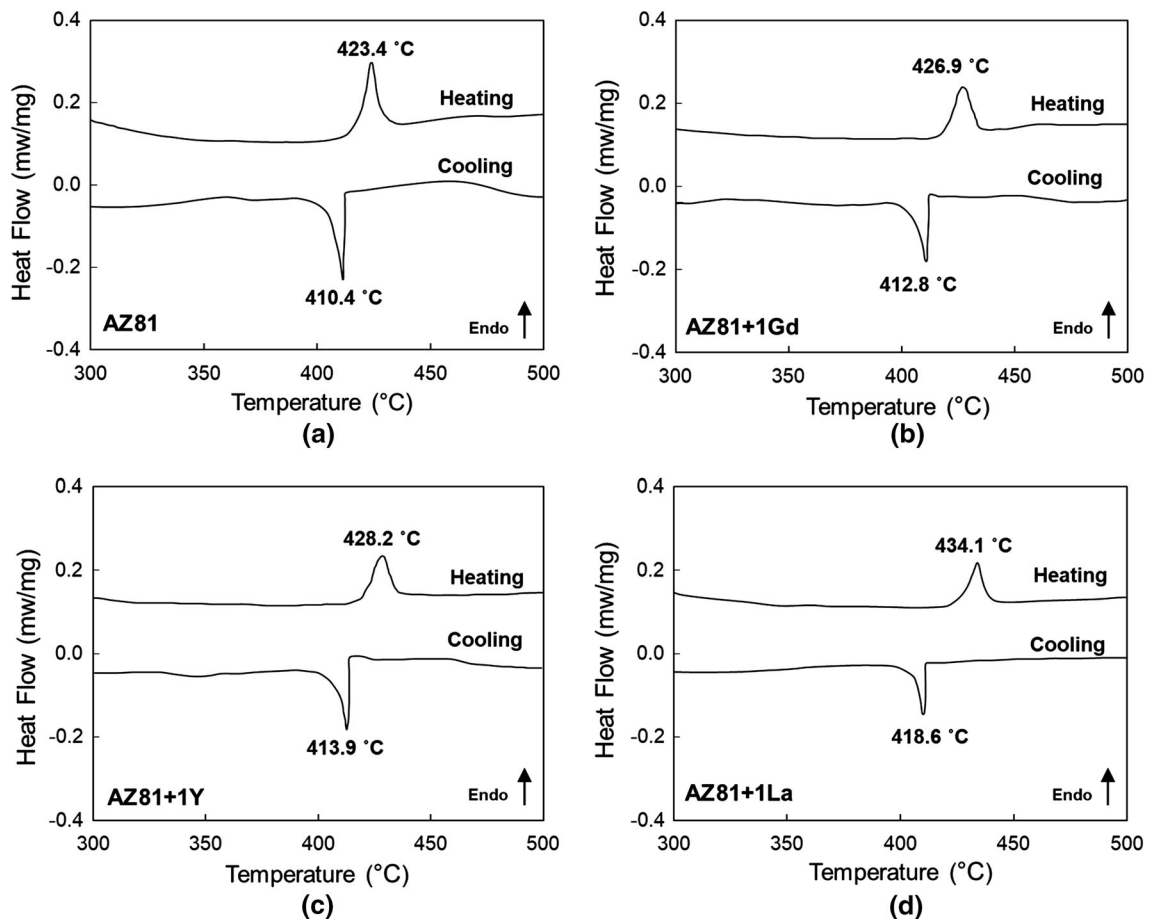 0.4
0.2
0.0
-0.2
-0.4
Heat Flow (mw/mg)
423.4 ˚C
Heating
Cooling
410.4 ˚C
AZ81
Endo
300
350
400
450
500
Temperature (°C)
(a)
0.4
0.2
0.0
-0.2
-0.4
Heat Flow (mw/mg)
426.9 ˚C
Heating
Cooling
412.8 ˚C
AZ81+1Gd
Endo
300
350
400
450
500
Temperature (°C)
(b)
0.4
0.2
0.0
-0.2
-0.4
Heat Flow (mw/mg)
428.2 ˚C
Heating
Cooling
413.9 ˚C
AZ81+1Y
Endo
300
350
400
450
500
Temperature (°C)
(c)
0.4
0.2
0.0
-0.2
-0.4
Heat Flow (mw/mg)
434.1 ˚C
Heating
Cooling
418.6 ˚C
AZ81+1La
Endo
300
350
400
450
500
Temperature (°C)
(d)